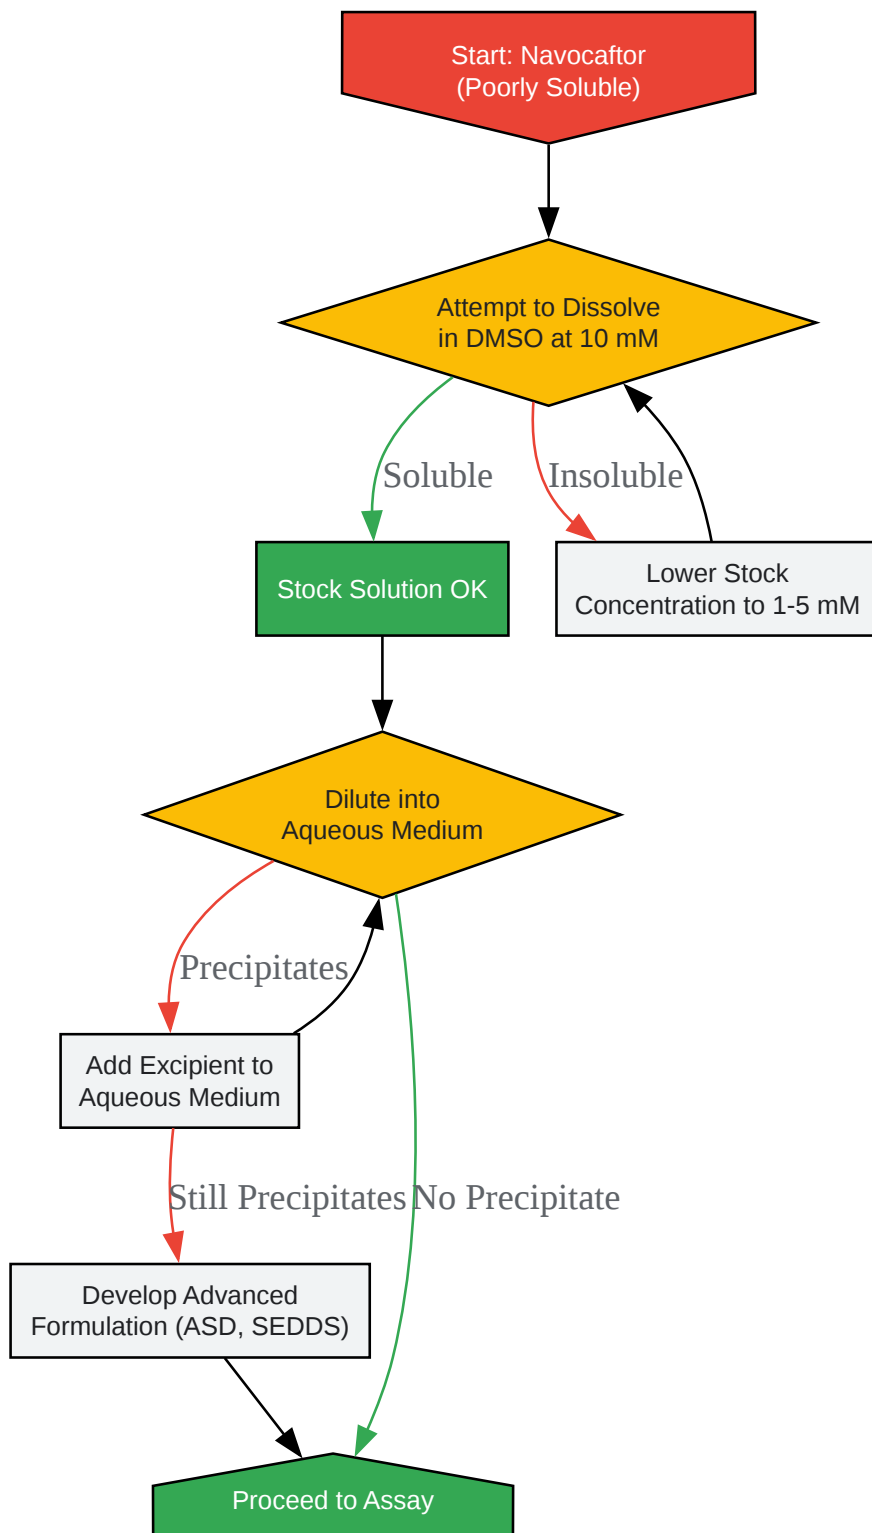 Start: Navocaftor
(Poorly Soluble)
Attempt to Dissolve
in DMSO at 10 mM
Soluble
Insoluble
Stock Solution OK
Lower Stock
Concentration to 1-5 mM
Dilute into
Aqueous Medium
Precipitates
Add Excipient to
Aqueous Medium
Still Precipitates
No Precipitate
Develop Advanced
Formulation (ASD, SEDDS)
Proceed to Assay